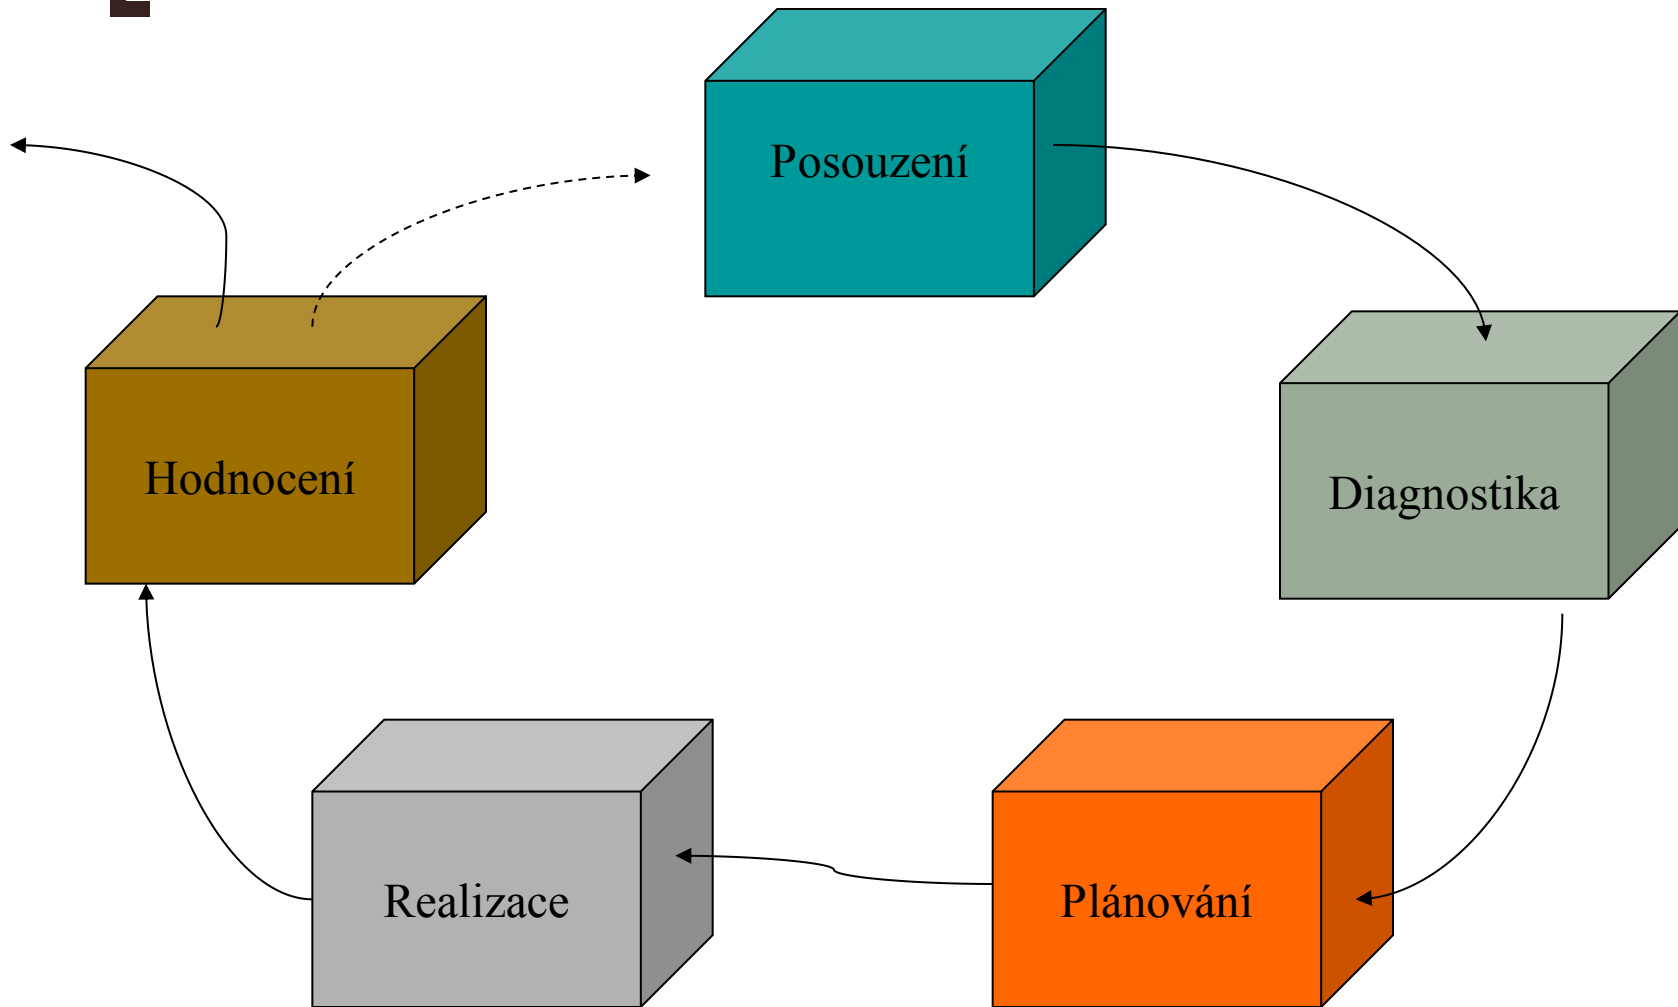 Posouzení
Diagnostika
Plánování
Realizace
Hodnocení